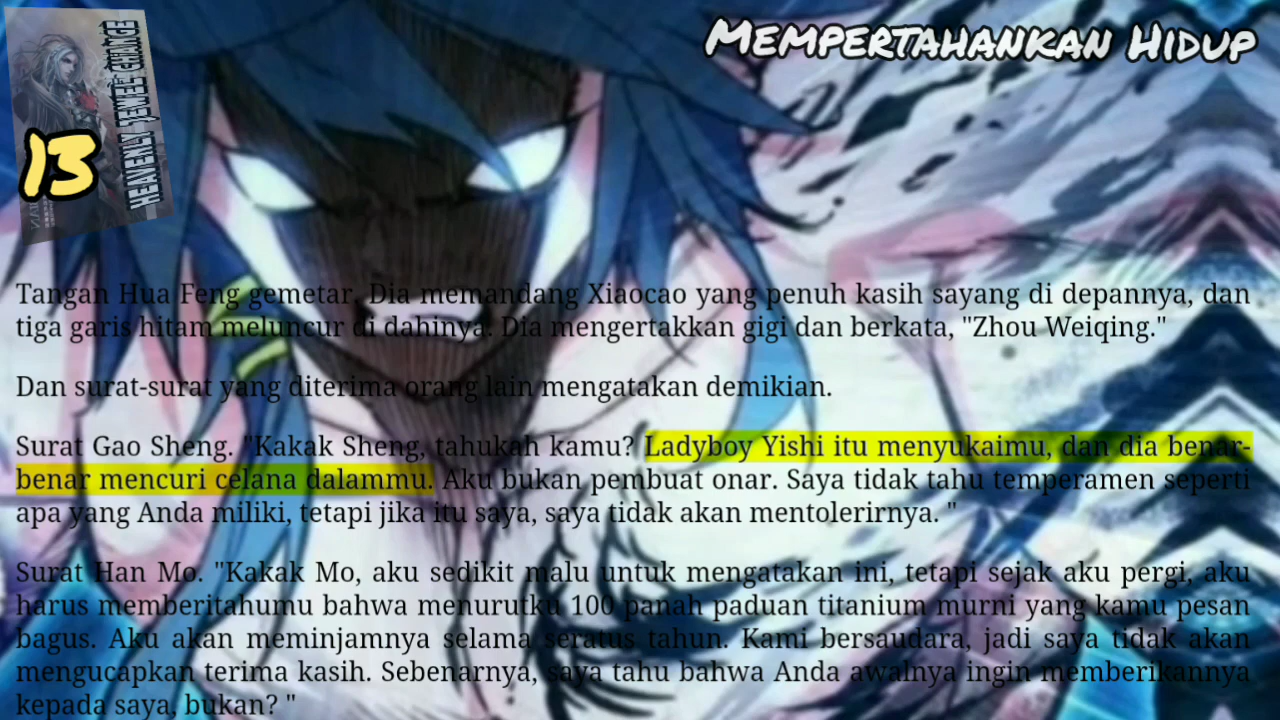 Mempertahankan Hidup
HEAVENLY JEWEL CHANGE
13
Tangan Hua Feng gemetar. Dia memandang Xiaocao yang penuh kasih sayang di depannya, dan
tiga garis hitam meluncur di dahinya. Dia mengertakkan gigi dan berkata, "Zhou Weiqing."
Dan surat-surat yang diterima orang lain mengatakan demikian.
Surat Gao Sheng. "Kakak Sheng, tahukah kamu? Ladyboy Yishi itu menyukaimu, dan dia benar-
benar mencuri celana dalammu. Aku bukan pembuat onar. Saya tidak tahu temperamen seperti
apa yang Anda miliki, tetapi jika itu saya, saya tidak akan mentolerirnya. "
Surat Han Mo. "Kakak Mo, aku sedikit malu untuk mengatakan ini, tetapi sejak aku pergi, aku
harus memberitahumu bahwa menurutku 100 panah paduan titanium murni yang kamu pesan
bagus. Aku akan meminjamnya selama seratus tahun. Kami bersaudara, jadi saya tidak akan
mengucapkan terima kasih. Sebenarnya, saya tahu bahwa Anda awalnya ingin memberikannya
kepada saya, bukan? "